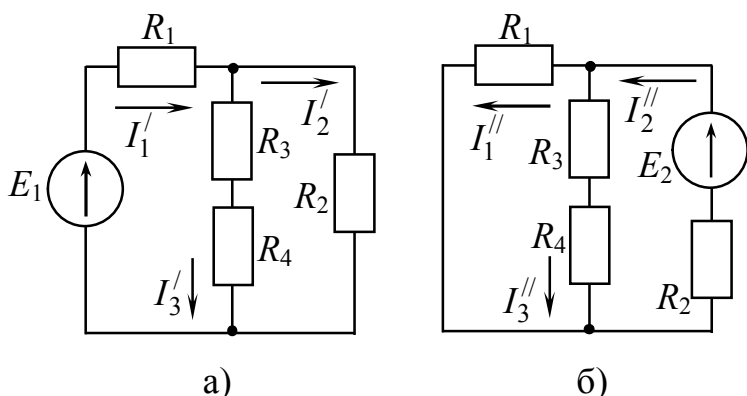 R₁
I₁′
I₂′
R₃
E₁
R₂
R₄
I₃′
а)
R₁
I₁″
I₂″
R₃
E₂
R₄
R₂
I₃″
б)